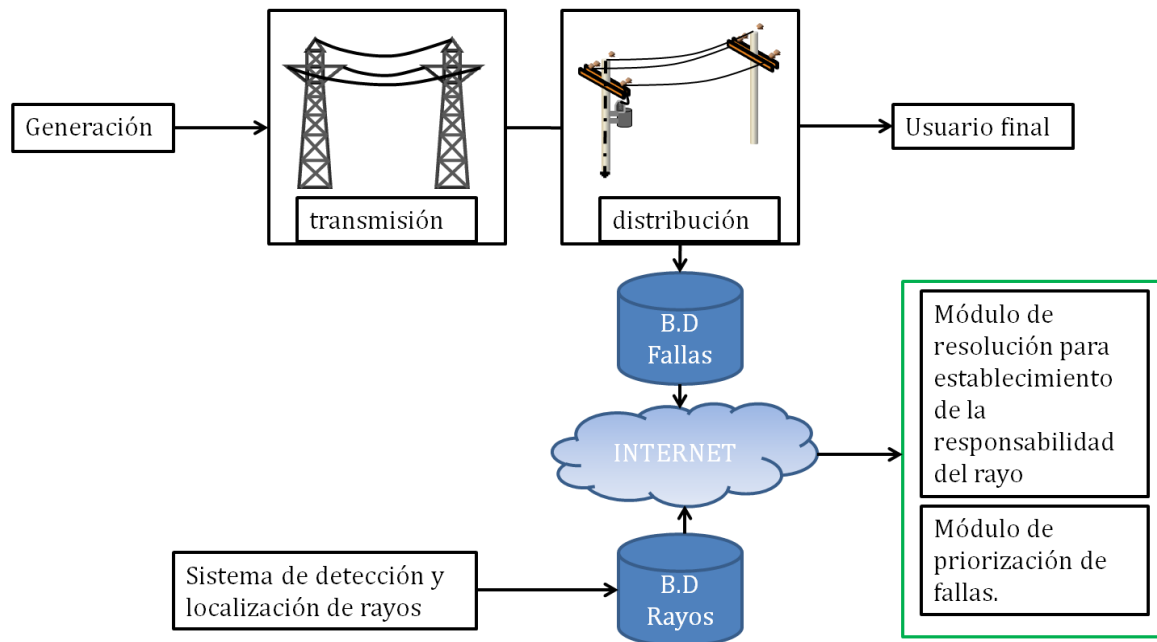 Generación
transmisión
distribución
Usuario final
B.D
Fallas
INTERNET
Módulo de
resolución para
establecimiento
de la
responsabilidad
del rayo
Módulo de
priorización de
fallas.
Sistema de detección y
localización de rayos
B.D
Rayos